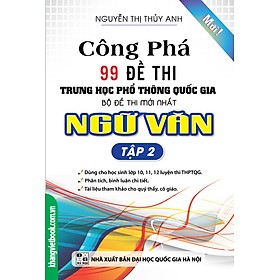 NGUYỄN THỊ THỦY ANH
Mới!
Công Phá
99 ĐỀ THI
TRUNG HỌC PHỔ THÔNG QUỐC GIA
BỘ ĐỀ THI MỚI NHẤT
NGỮ VĂN
TẬP 2
• Dùng cho học sinh lớp 10, 11, 12 luyện thi THPTQG.
• Phân tích, bình luận chi tiết.
• Tài liệu tham khảo cho quý thầy, cô giáo.
khangvietbook.com.vn
NHÀ XUẤT BẢN ĐẠI HỌC QUỐC GIA HÀ NỘI